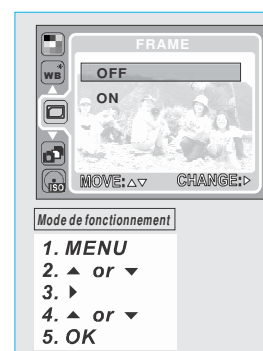 FRAME
WB
OFF
ON
ISO
MOVE:△▽ CHANGE:▷
Mode de fonctionnement
1. MENU
2. ▲ or ▼
3. ▶
4. ▲ or ▼
5. OK